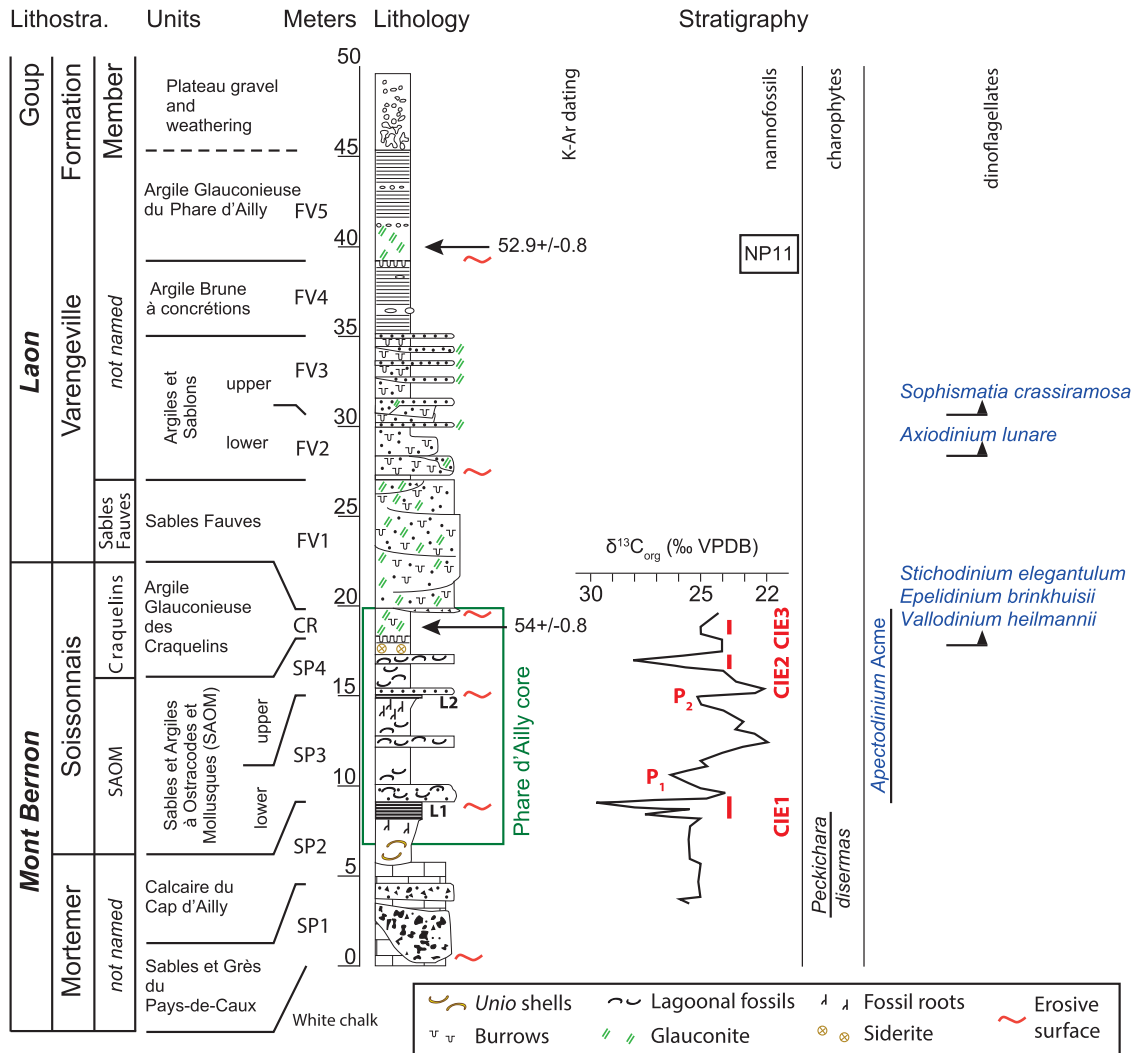 Lithostra.
Units
Meters
Lithology
Stratigraphy
Goup
Formation
Member
K-Ar dating
nannofossils
charophytes
dinoflagellates
Laon
Mont Bernon
Varengeville
Soissonnais
Mortemer
not named
Sables
Fauves
Craquelins
SAOM
not named
Plateau gravel
and
weathering
Argile Glauconieuse
du Phare d'Ailly
Argile Brune
à concrétions
Argiles et
Sablons
upper
lower
Sables Fauves
Argile
Glauconieuse
des
Craquelins
Sables et Argiles
à Ostracodes et
Mollusques (SAOM)
upper
lower
Calcaire du
Cap d'Ailly
Sables et Grès
du
Pays-de-Caux
FV5
FV4
FV3
FV2
FV1
CR
SP4
SP3
SP2
SP1
White chalk
50
45
40
35
30
25
20
15
10
5
0
L2
L1
Phare d'Ailly core
52.9+/-0.8
54+/-0.8
NP11
δ13Corg (‰ VPDB)
30
25
22
CIE3
CIE2
P2
P1
CIE1
Peckichara
disermas
Apectodinium Acme
Sophismatia crassiramosa
Axiodinium lunare
Stichodinium elegantulum
Epelidinium brinkhuisii
Vallodinium heilmannii
Unio shells
Lagoonal fossils
Fossil roots
Erosive
surface
Burrows
Glauconite
Siderite